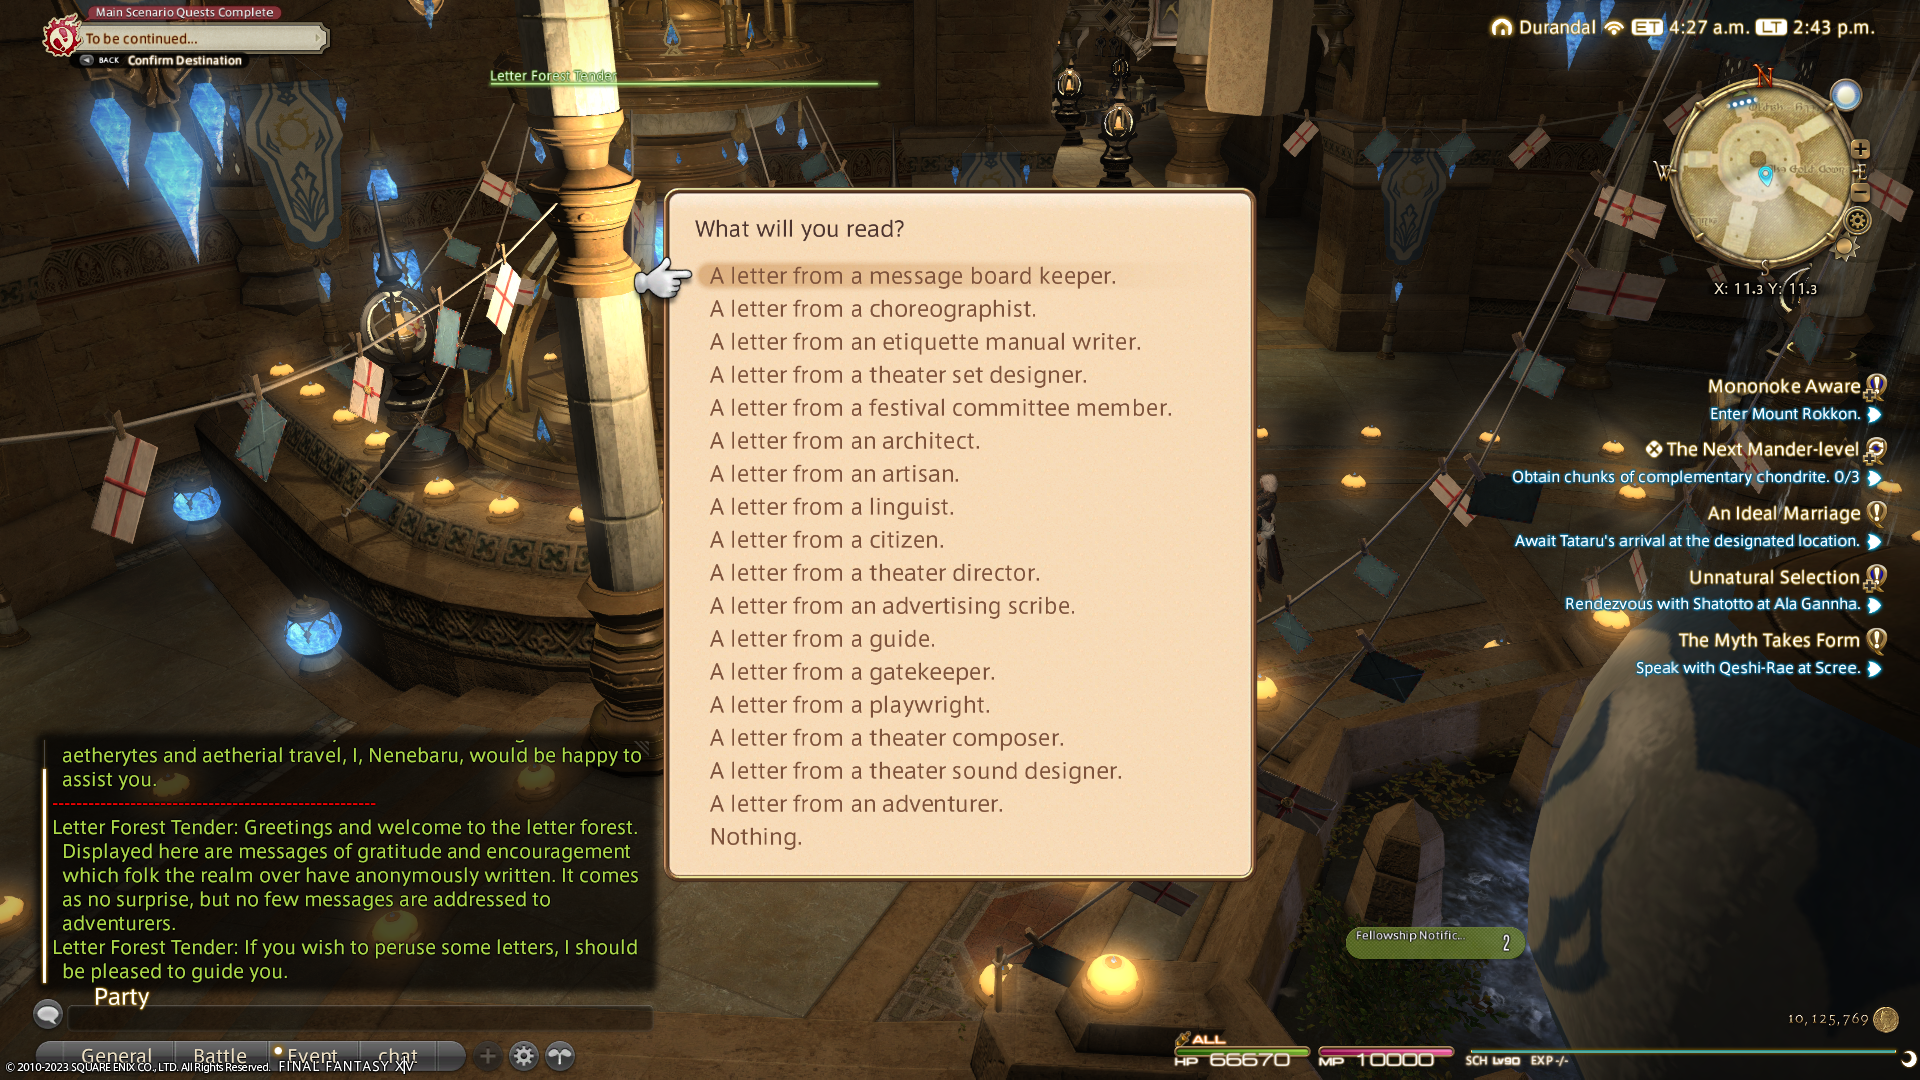 Main Scenario Quests Complete
To be continued...
BACK Confirm Destination
Letter Forest Tender
Durandal ET 4:27 a.m. LT 2:43 p.m.
N
W
E
S
X: 11.3 Y: 11.3
What will you read?
A letter from a message board keeper.
A letter from a choreographist.
A letter from an etiquette manual writer.
A letter from a theater set designer.
A letter from a festival committee member.
A letter from an architect.
A letter from an artisan.
A letter from a linguist.
A letter from a citizen.
A letter from a theater director.
A letter from an advertising scribe.
A letter from a guide.
A letter from a gatekeeper.
A letter from a playwright.
A letter from a theater composer.
A letter from a theater sound designer.
A letter from an adventurer.
Nothing.
Mononoke Aware
Enter Mount Rokkon.
The Next Mander-level
Obtain chunks of complementary chondrite. 0/3
An Ideal Marriage
Await Tataru's arrival at the designated location.
Unnatural Selection
Rendezvous with Shatotto at Ala Gannha.
The Myth Takes Form
Speak with Qeshi-Rae at Scree.
aetherytes and aetherial travel, I, Nenebaru, would be happy to
assist you.
------------------------------------------------------
Letter Forest Tender: Greetings and welcome to the letter forest.
Displayed here are messages of gratitude and encouragement
which folk the realm over have anonymously written. It comes
as no surprise, but no few messages are addressed to
adventurers.
Letter Forest Tender: If you wish to peruse some letters, I should
be pleased to guide you.
Party
General Battle Event chat
© 2010-2023 SQUARE ENIX CO., LTD. All Rights Reserved. FINAL FANTASY XIV
Fellowship Notific... 2
10,125,769
ALL
HP 66670 MP 10000 SCH Lv90 EXP -/-